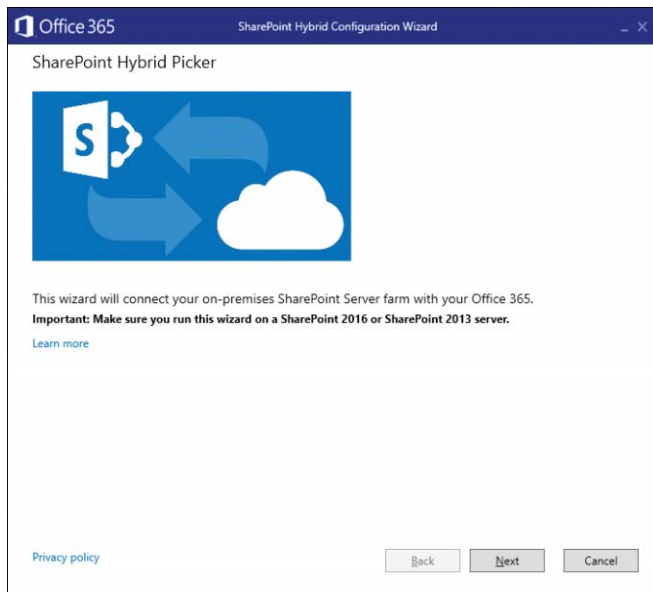 Office 365
SharePoint Hybrid Configuration Wizard
SharePoint Hybrid Picker
S
This wizard will connect your on-premises SharePoint Server farm with your Office 365.
Important: Make sure you run this wizard on a SharePoint 2016 or SharePoint 2013 server.
Learn more
Privacy policy
Back
Next
Cancel